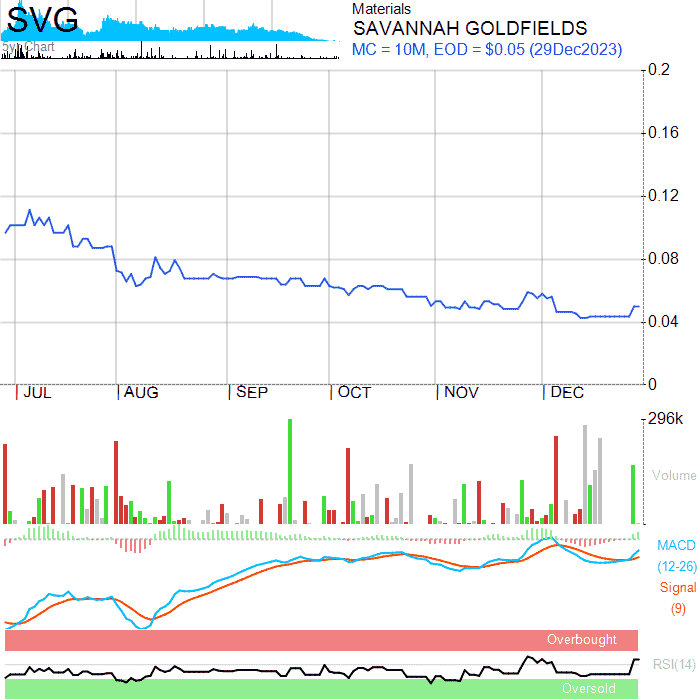 SVG
5yr Chart
Materials
SAVANNAH GOLDFIELDS
MC = 10M, EOD = $0.05 (29Dec2023)
0.2
0.16
0.12
0.08
0.04
0
JUL AUG SEP OCT NOV DEC
296k
Volume
MACD
(12-26)
Signal
(9)
Overbought
RSI(14)
Oversold